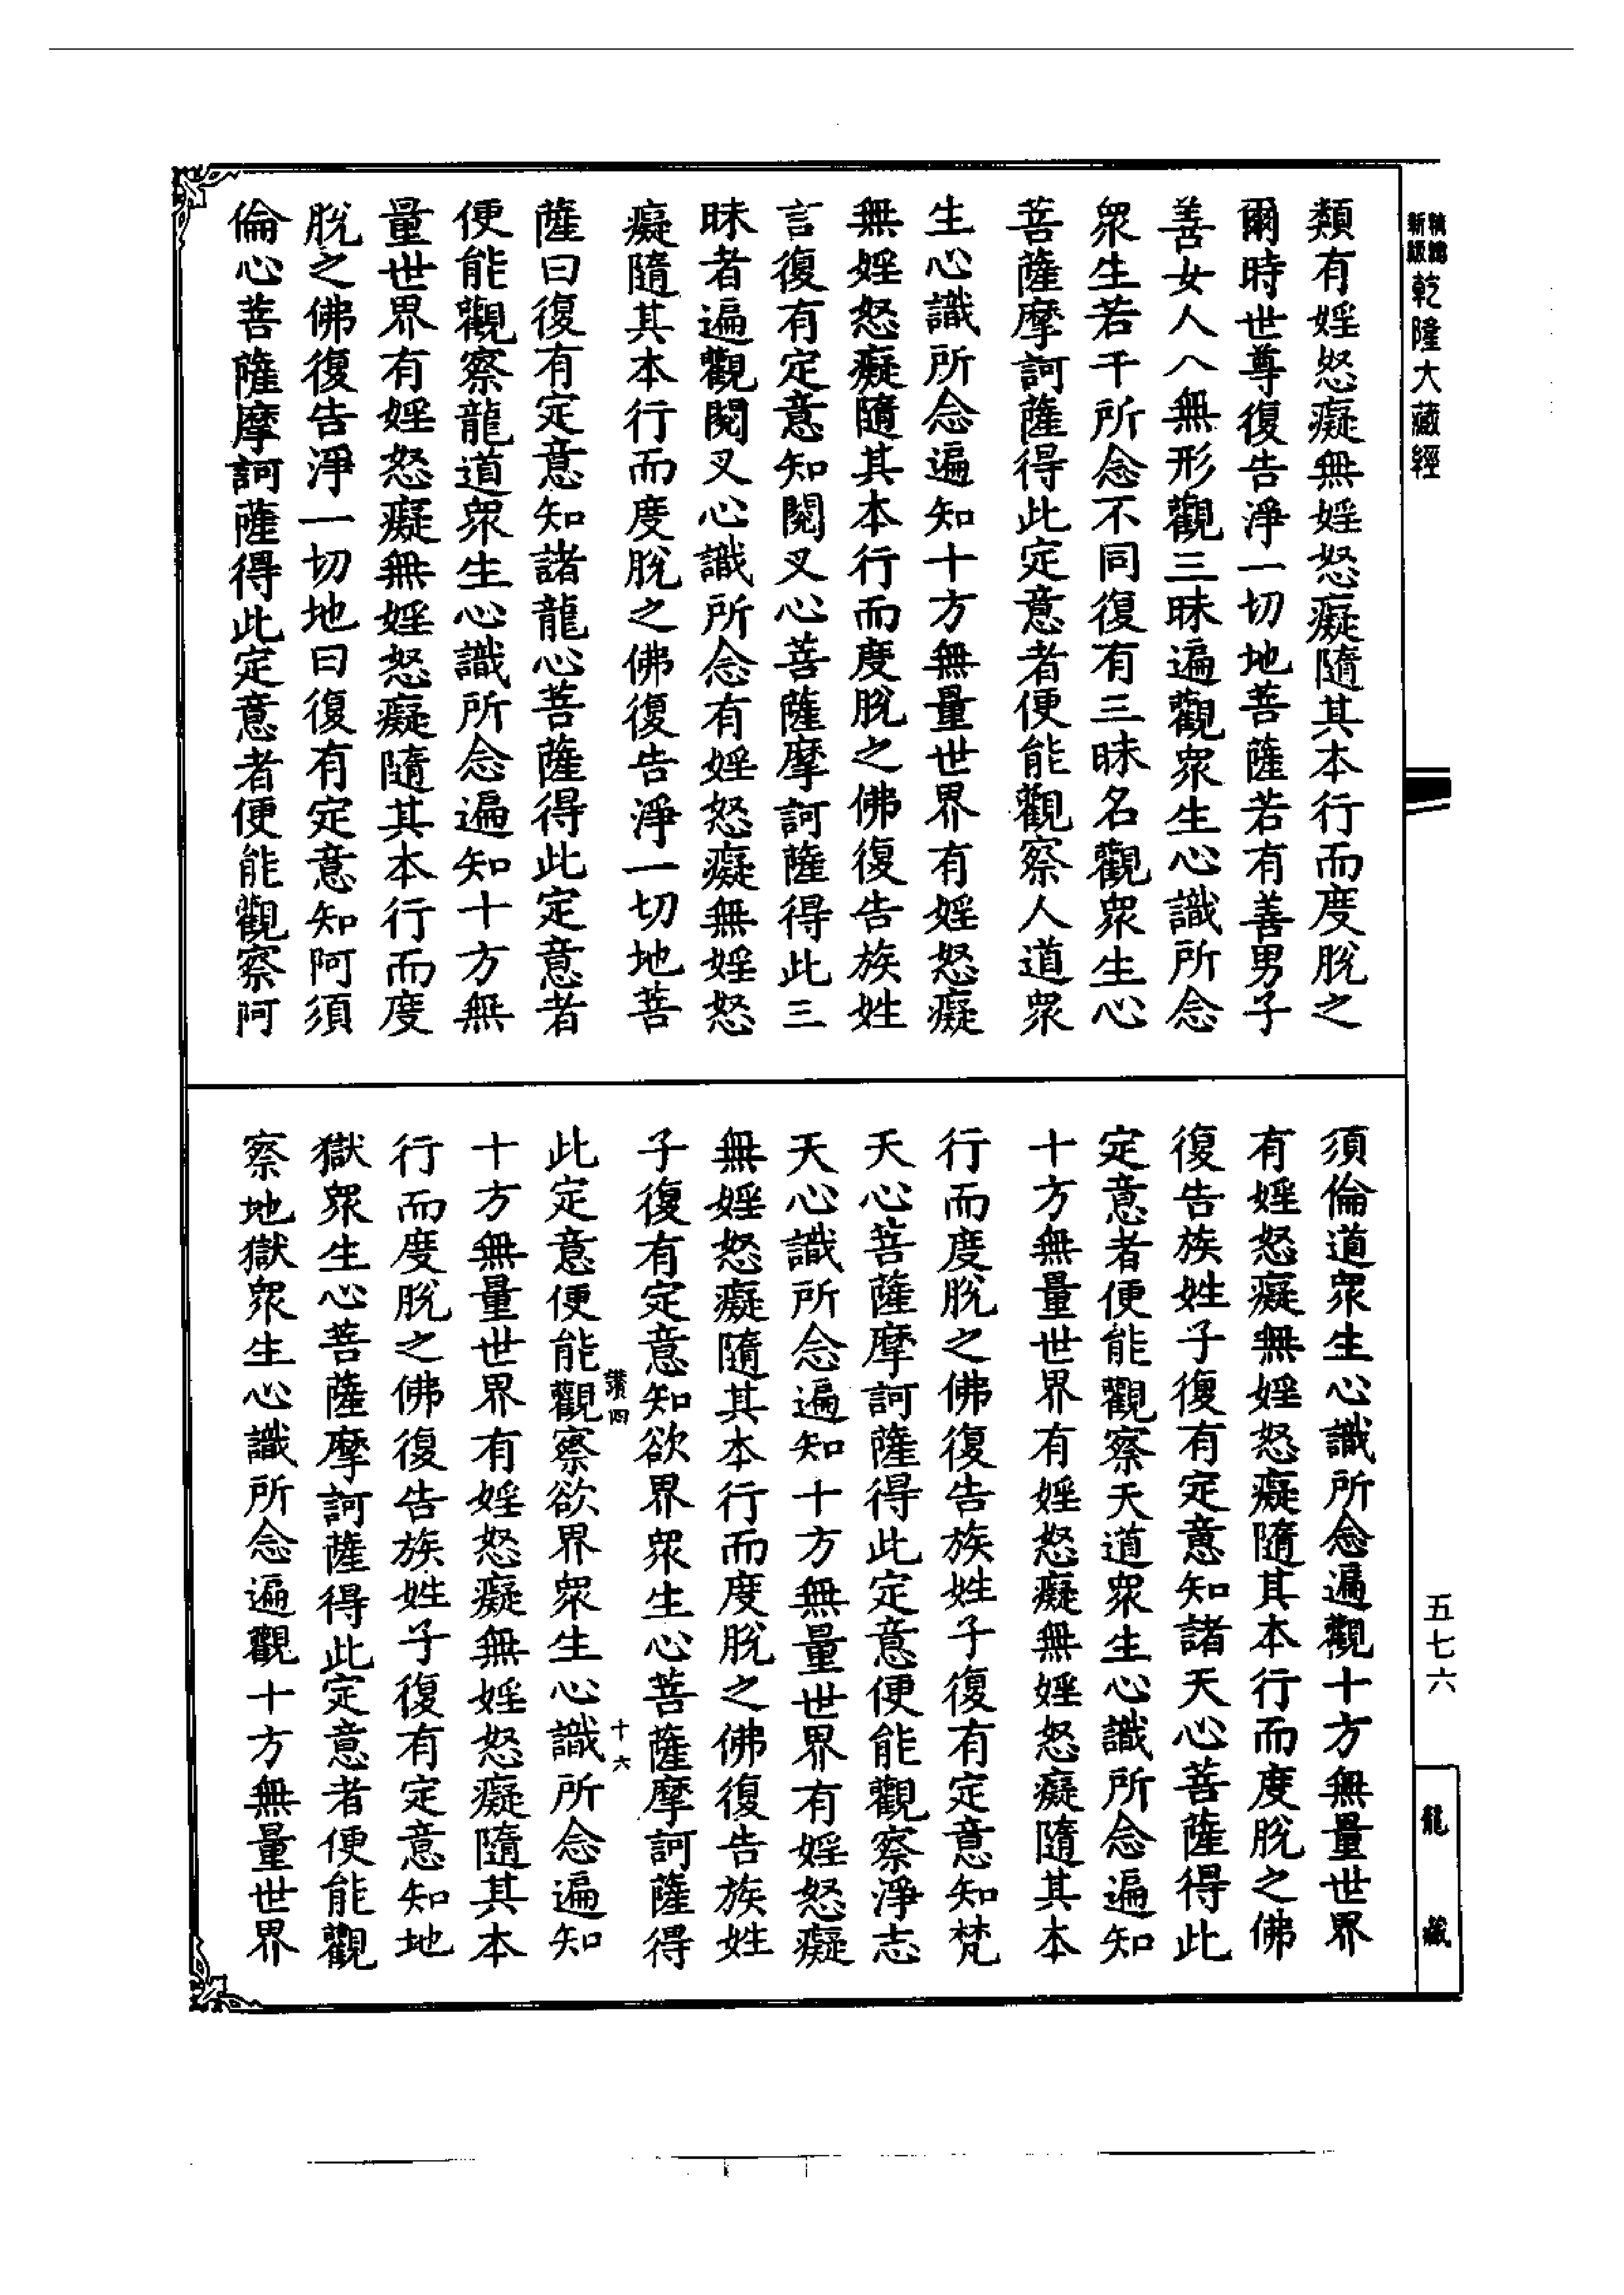 精編
新版
乾隆大藏經
類有婬怒癡無婬怒癡隨其本行而度脫之
爾時世尊復告淨一切地菩薩若有善男子
善女人入無形觀三昧遍觀眾生心識所念
眾生若干所念不同復有三昧名觀眾生心
菩薩摩訶薩得此定意者便能觀察人道眾
生心識所念遍知十方無量世界有婬怒癡
無婬怒癡隨其本行而度脫之佛復告族姓
言復有定意知閱叉心菩薩摩訶薩得此三
昧者遍觀閱叉心識所念有婬怒癡無婬怒
癡隨其本行而度脫之佛復告淨一切地菩
薩曰復有定意知諸龍心菩薩得此定意者
便能觀察龍道眾生心識所念遍知十方無
量世界有婬怒癡無婬怒癡隨其本行而度
脫之佛復告淨一切地曰復有定意知阿須
倫心菩薩摩訶薩得此定意者便能觀察阿
須倫道眾生心識所念遍觀十方無量世界
有婬怒癡無婬怒癡隨其本行而度脫之佛
復告族姓子復有定意知諸天心菩薩得此
定意者便能觀察天道眾生心識所念遍知
十方無量世界有婬怒癡無婬怒癡隨其本
行而度脫之佛復告族姓子復有定意知梵
天心菩薩摩訶薩得此定意便能觀察淨志
天心識所念遍知十方無量世界有婬怒癡
無婬怒癡隨其本行而度脫之佛復告族姓
子復有定意知欲界眾生心菩薩摩訶薩得
讚四
十六
此定意便能觀察欲界眾生心識所念遍知
十方無量世界有婬怒癡無婬怒癡隨其本
行而度脫之佛復告族姓子復有定意知地
獄眾生心菩薩摩訶薩得此定意者便能觀
察地獄眾生心識所念遍觀十方無量世界
五七六
龍藏